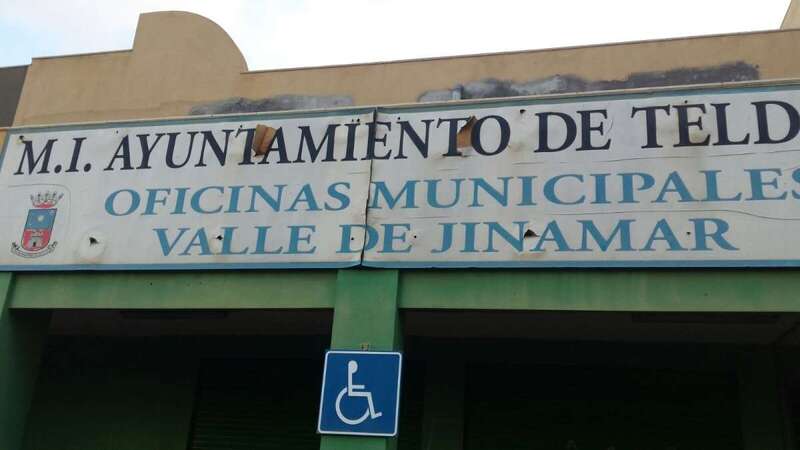 M.I. AYUNTAMIENTO DE TELD
OFICINAS MUNICIPALES
VALLE DE JINAMAR